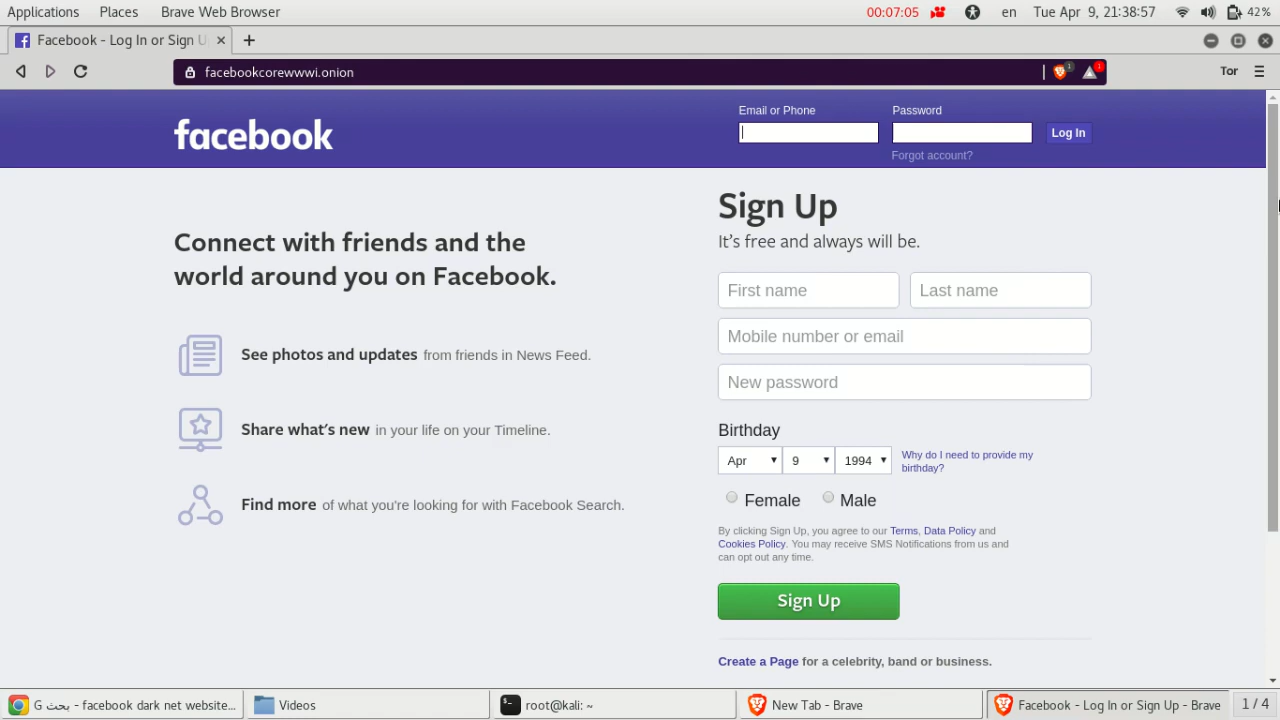 Applications Places Brave Web Browser 00:07:05 en Tue Apr 9, 21:38:57 42%
Facebook - Log In or Sign U
facebookcorewwwi.onion 1 1 Tor
Email or Phone Password
facebook
Log In
Forgot account?
Connect with friends and the
world around you on Facebook.
See photos and updates from friends in News Feed.
Share what's new in your life on your Timeline.
Find more of what you're looking for with Facebook Search.
Sign Up
It's free and always will be.
First name Last name
Mobile number or email
New password
Birthday
Apr 9 1994 Why do I need to provide my
birthday?
Female Male
By clicking Sign Up, you agree to our Terms, Data Policy and
Cookies Policy. You may receive SMS Notifications from us and
can opt out any time.
Sign Up
Create a Page for a celebrity, band or business.
G بحث - facebook dark net website... Videos root@kali: ~ New Tab - Brave Facebook - Log In or Sign Up - Brave 1 / 4